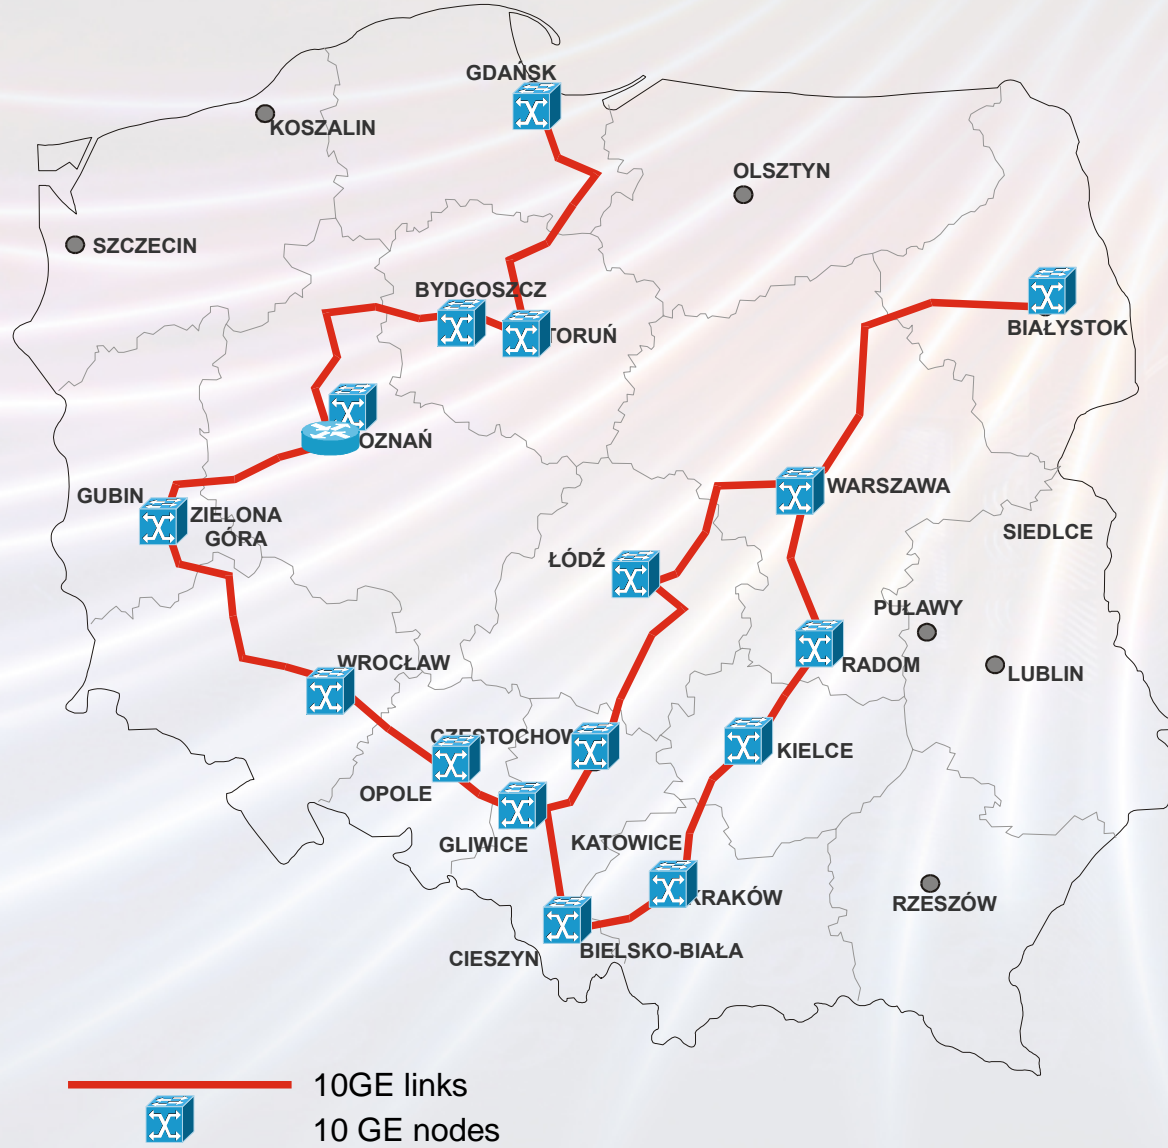 GDAŃSK
KOSZALIN
OLSZTYN
SZCZECIN
BYDGOSZCZ
BIAŁYSTOK
TORUŃ
OZNAŃ
GUBIN
WARSZAWA
ZIELONA
GÓRA
SIEDLCE
ŁÓDŹ
PUŁAWY
WROCŁAW
RADOM
LUBLIN
CZĘSTOCHOW
KIELCE
OPOLE
GLIWICE
KATOWICE
KRAKÓW
RZESZÓW
CIESZYN
BIELSKO-BIAŁA
10GE links
10 GE nodes